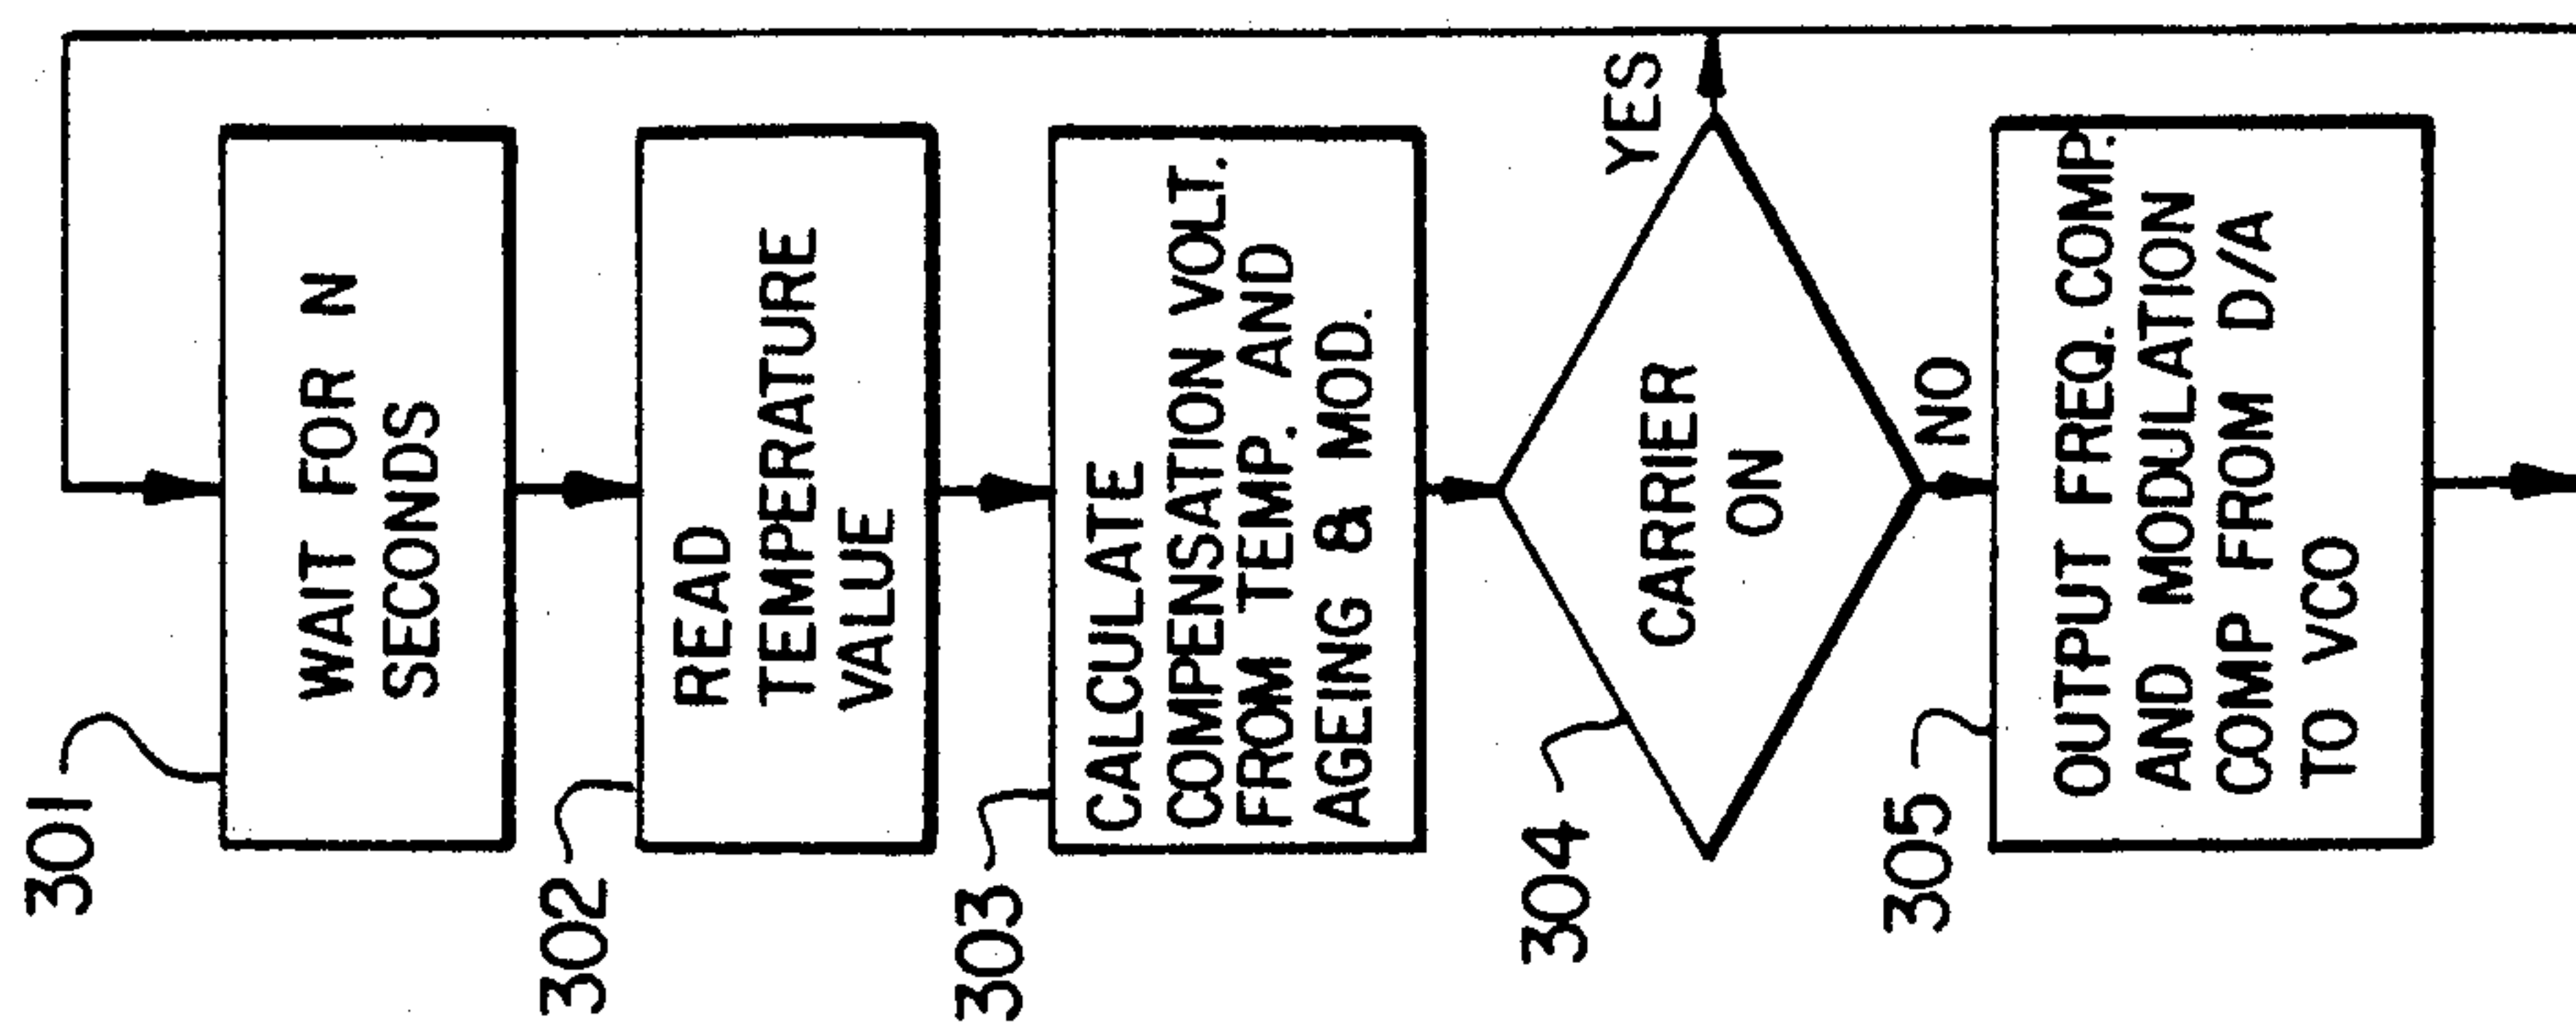 301
WAIT FOR N
SECONDS
302
READ
TEMPERATURE
VALUE
303
CALCULATE
COMPENSATION VOLT.
FROM TEMP. AND
AGEING & MOD.
304
CARRIER
ON
YES
NO
305
OUTPUT FREQ. COMP.
AND MODULATION
COMP FROM D/A
TO VCO